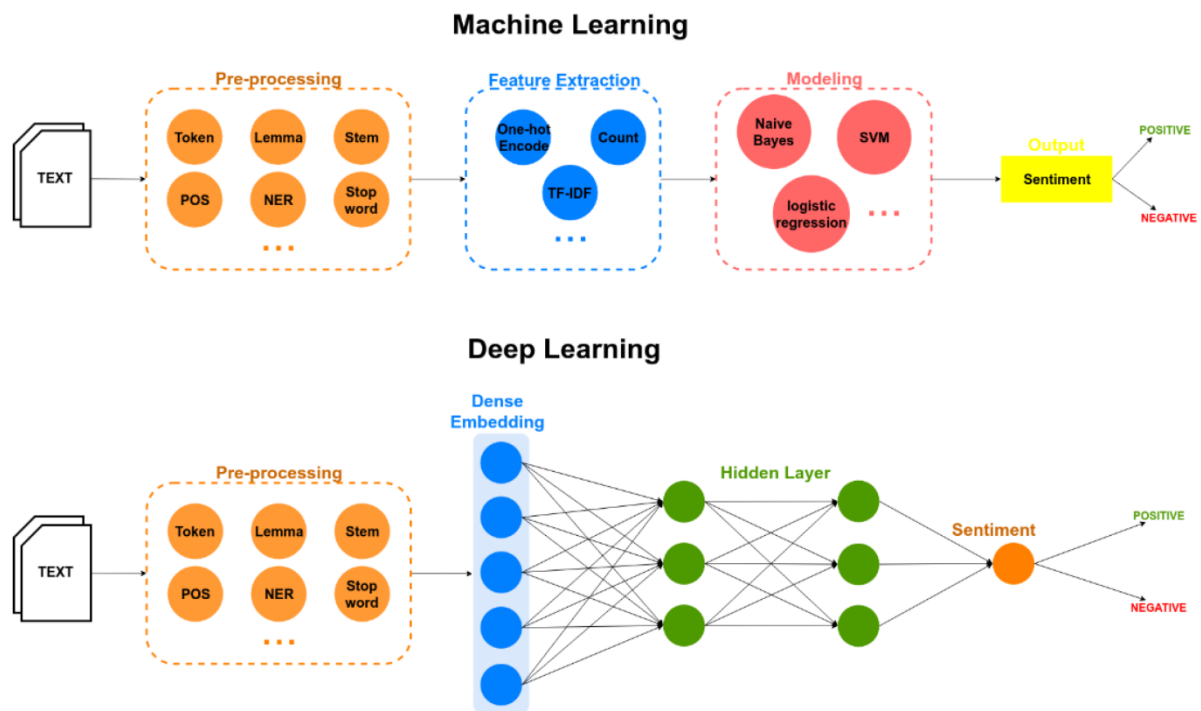 Machine Learning
Pre-processing
Feature Extraction
Modeling
Token
Lemma
Stem
One-hot
Encode
Count
Naive
Bayes
SVM
POSITIVE
Output
TEXT
Sentiment
POS
NER
Stop
word
TF-IDF
logistic
regression
NEGATIVE
...
...
...
Deep Learning
Dense
Embedding
Pre-processing
Hidden Layer
Token
Lemma
Stem
POSITIVE
Sentiment
TEXT
POS
NER
Stop
word
NEGATIVE
...